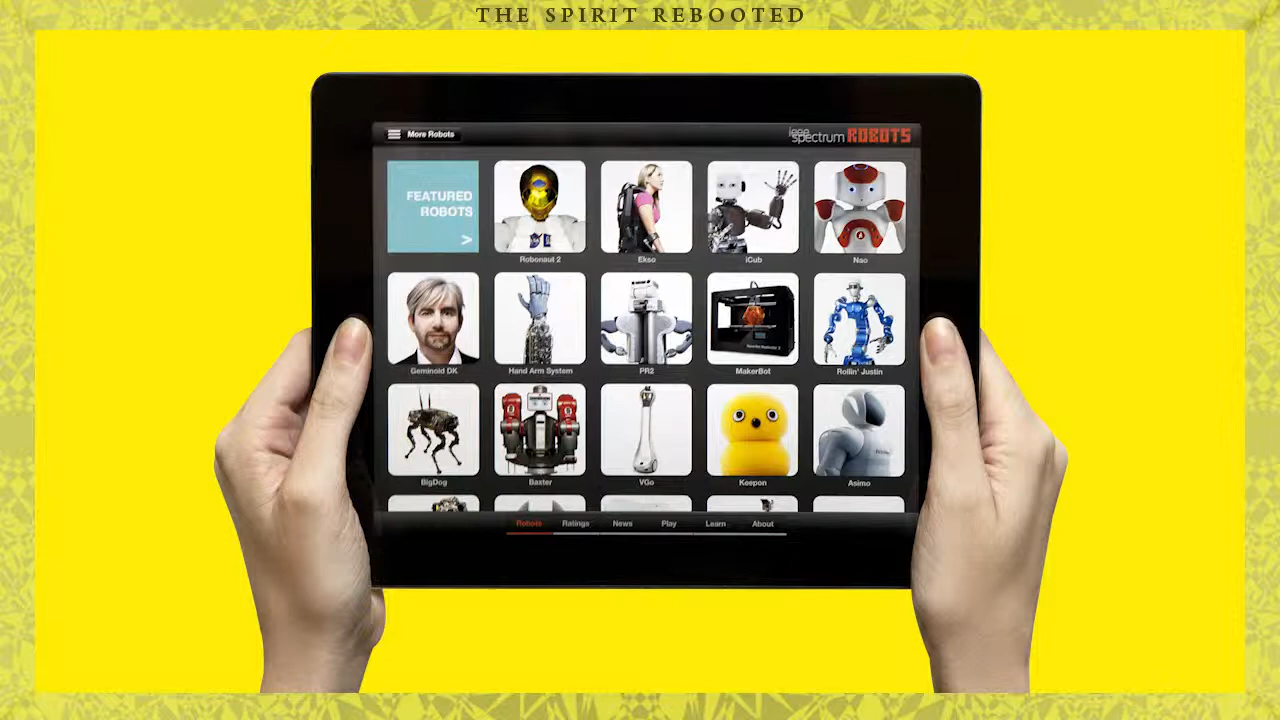 THE SPIRIT REBOOTED
More Robots
ieee spectrum ROBOTS
FEATURED
ROBOTS
>
Robonaut 2
Ekso
iCub
Nao
Geminoid DK
Hand Arm System
PR2
MakerBot
Rollin' Justin
BigDog
Baxter
VGo
Keepon
Asimo
Robots
Ratings
News
Play
Learn
About